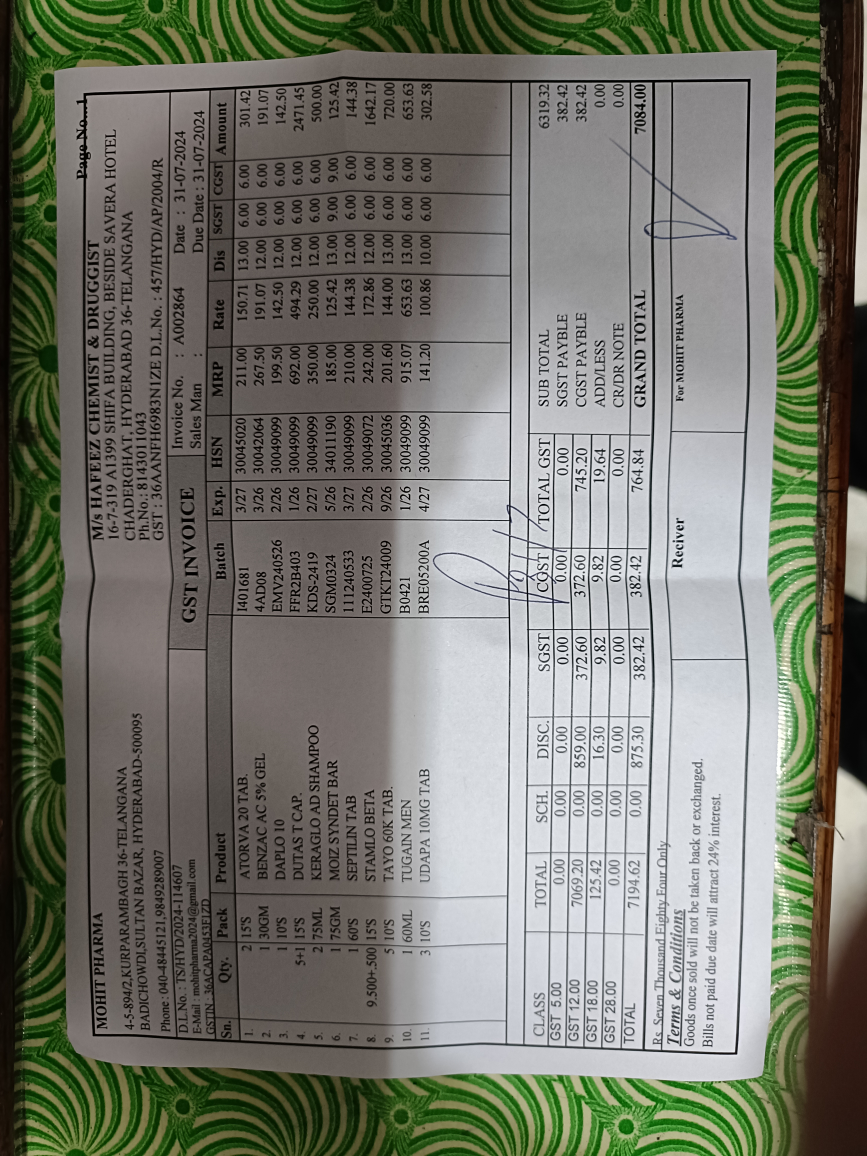 Page No..1
MOHIT PHARMA
4-5-894/2,KURPARAMBAGH 36-TELANGANA
BADICHOWDI,SULTAN BAZAR, HYDERABAD-500095
Phone : 040-48445121,9849289007
D.L.No. : TS/HYD/2024-114607
E-Mail : mohitpharma2024@gmail.com
GSTIN : 36ACAPA0453E1ZD
M/s HAFEEZ CHEMIST & DRUGGIST
16-7-319 A1399 SHIFA BUILDING, BESIDE SAVERA HOTEL
CHADERGHAT, HYDERABAD 36-TELANGANA
Ph.No.: 8143011043
GST : 36AANFH6983N1ZE D.L.No. : 457/HYD/AP/2004/R
GST INVOICE
Invoice No. : A002864 Date : 31-07-2024
Sales Man : Due Date : 31-07-2024
Sn. Qty. Pack Product Batch Exp. HSN MRP Rate Dis SGST CGST Amount
1. 2 15'S ATORVA 20 TAB. I401681 3/27 30045020 211.00 150.71 13.00 6.00 6.00 301.42
2. 1 30GM BENZAC AC 5% GEL 4AD08 3/26 30042064 267.50 191.07 12.00 6.00 6.00 191.07
3. 1 10'S DAPLO 10 EMV240526 2/26 30049099 199.50 142.50 12.00 6.00 6.00 142.50
4. 5+1 15'S DUTAS T CAP. FFR2B403 1/26 30049099 692.00 494.29 12.00 6.00 6.00 2471.45
5. 2 75ML KERAGLO AD SHAMPOO KDS-2419 2/27 30049099 350.00 250.00 12.00 6.00 6.00 500.00
6. 1 75GM MOIZ SYNDET BAR SGM0324 5/26 34011190 185.00 125.42 13.00 9.00 9.00 125.42
7. 1 60'S SEPTILIN TAB 111240533 3/27 30049099 210.00 144.38 12.00 6.00 6.00 144.38
8. 9.500+.500 15'S STAMLO BETA E2400725 2/26 30049072 242.00 172.86 12.00 6.00 6.00 1642.17
9. 5 10'S TAYO 60K TAB. GTKT24009 9/26 30045036 201.60 144.00 13.00 6.00 6.00 720.00
10. 1 60ML TUGAIN MEN B0421 1/26 30049099 915.07 653.63 13.00 6.00 6.00 653.63
11. 3 10'S UDAPA 10MG TAB BRE05200A 4/27 30049099 141.20 100.86 10.00 6.00 6.00 302.58
CLASS TOTAL SCH. DISC. SGST CGST TOTAL GST
GST 5.00 0.00 0.00 0.00 0.00 0.00 0.00
GST 12.00 7069.20 0.00 859.00 372.60 372.60 745.20
GST 18.00 125.42 0.00 16.30 9.82 9.82 19.64
GST 28.00 0.00 0.00 0.00 0.00 0.00 0.00
TOTAL 7194.62 0.00 875.30 382.42 382.42 764.84
SUB TOTAL 6319.32
SGST PAYBLE 382.42
CGST PAYBLE 382.42
ADD/LESS 0.00
CR/DR NOTE 0.00
GRAND TOTAL 7084.00
Rs. Seven Thousand Eighty Four Only
Terms & Conditions
Goods once sold will not be taken back or exchanged.
Bills not paid due date will attract 24% interest.
Reciver
For MOHIT PHARMA